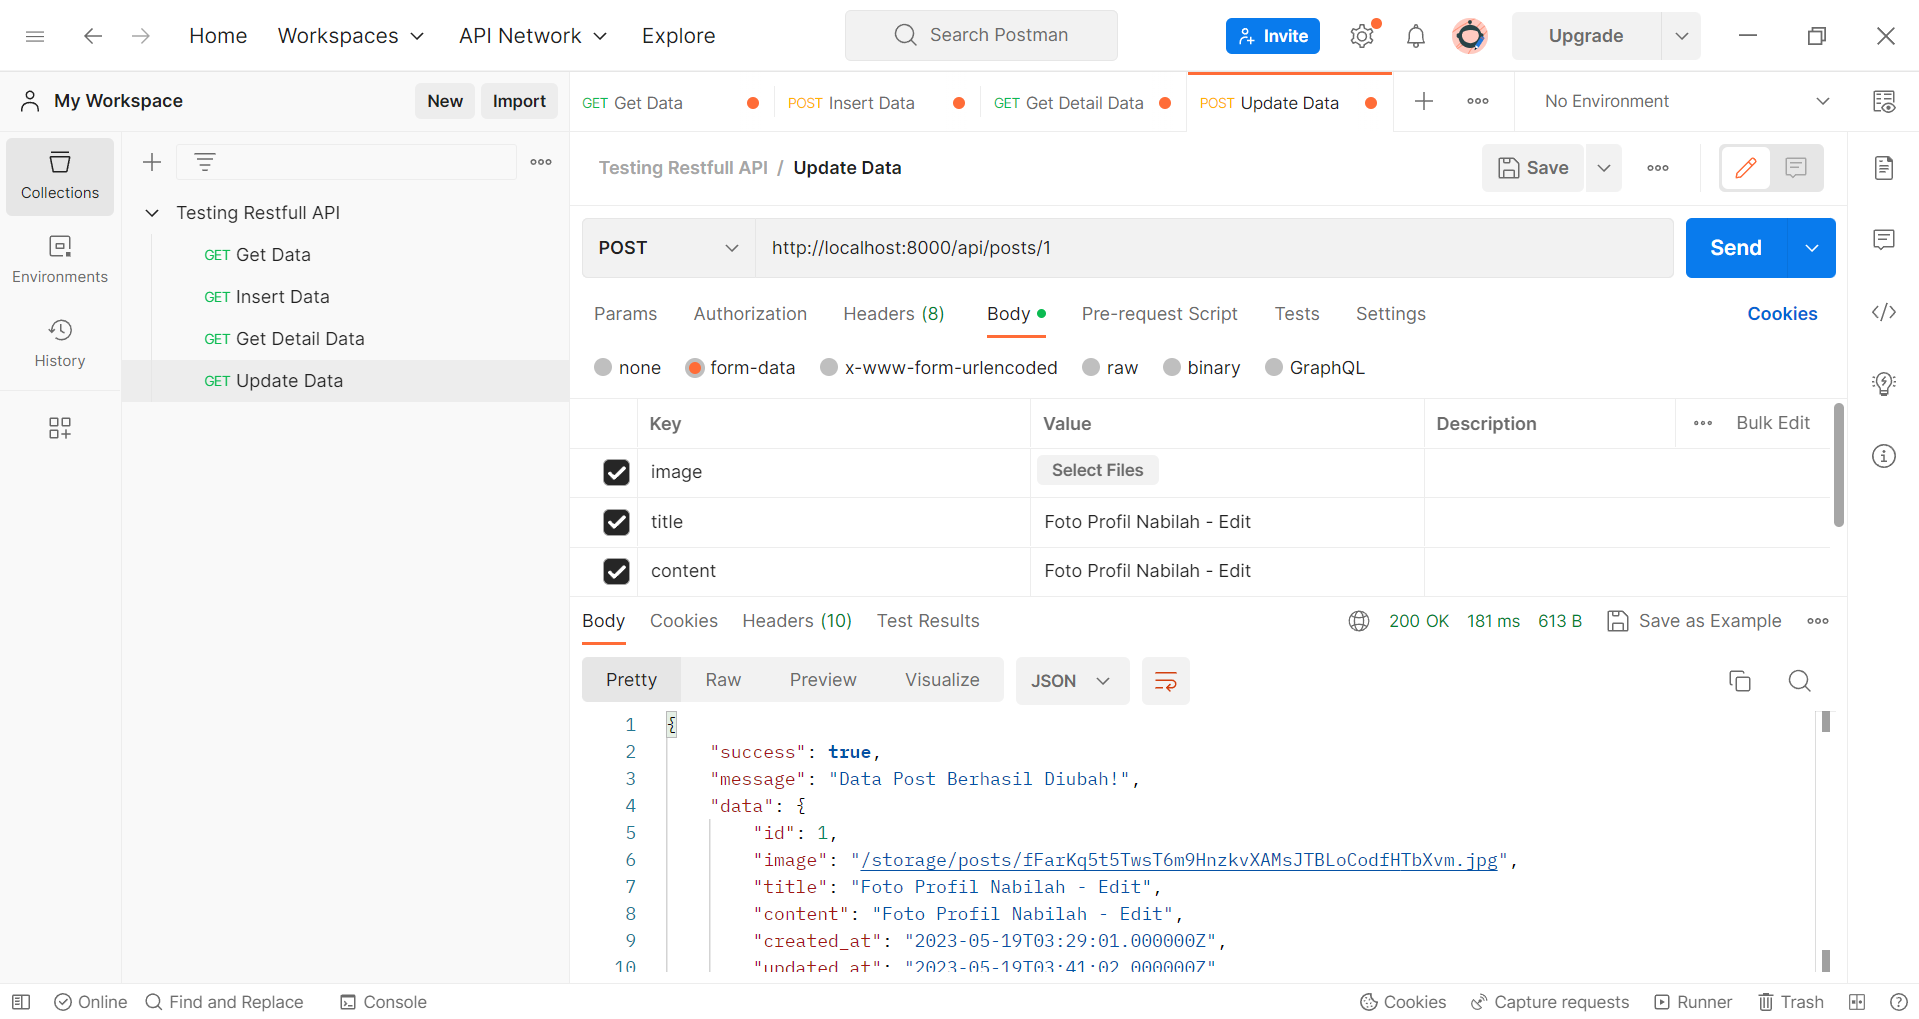 Home Workspaces API Network Explore Search Postman Invite Upgrade
My Workspace New Import
GET Get Data POST Insert Data GET Get Detail Data POST Update Data No Environment
Collections
Environments
History
Testing Restfull API
GET Get Data
GET Insert Data
GET Get Detail Data
GET Update Data
Testing Restfull API / Update Data Save
POST http://localhost:8000/api/posts/1 Send
Params Authorization Headers (8) Body Pre-request Script Tests Settings Cookies
none form-data x-www-form-urlencoded raw binary GraphQL
Key Value Description Bulk Edit
image Select Files
title Foto Profil Nabilah - Edit
content Foto Profil Nabilah - Edit
Body Cookies Headers (10) Test Results 200 OK 181 ms 613 B Save as Example
Pretty Raw Preview Visualize JSON
1 {
2 "success": true,
3 "message": "Data Post Berhasil Diubah!",
4 "data": {
5 "id": 1,
6 "image": "/storage/posts/fFarKq5t5TwsT6m9HnzkvXAMsJTBLoCodfHTbXvm.jpg",
7 "title": "Foto Profil Nabilah - Edit",
8 "content": "Foto Profil Nabilah - Edit",
9 "created_at": "2023-05-19T03:29:01.000000Z",
10 "updated_at": "2023-05-19T03:41:02.000000Z"
Online Find and Replace Console Cookies Capture requests Runner Trash